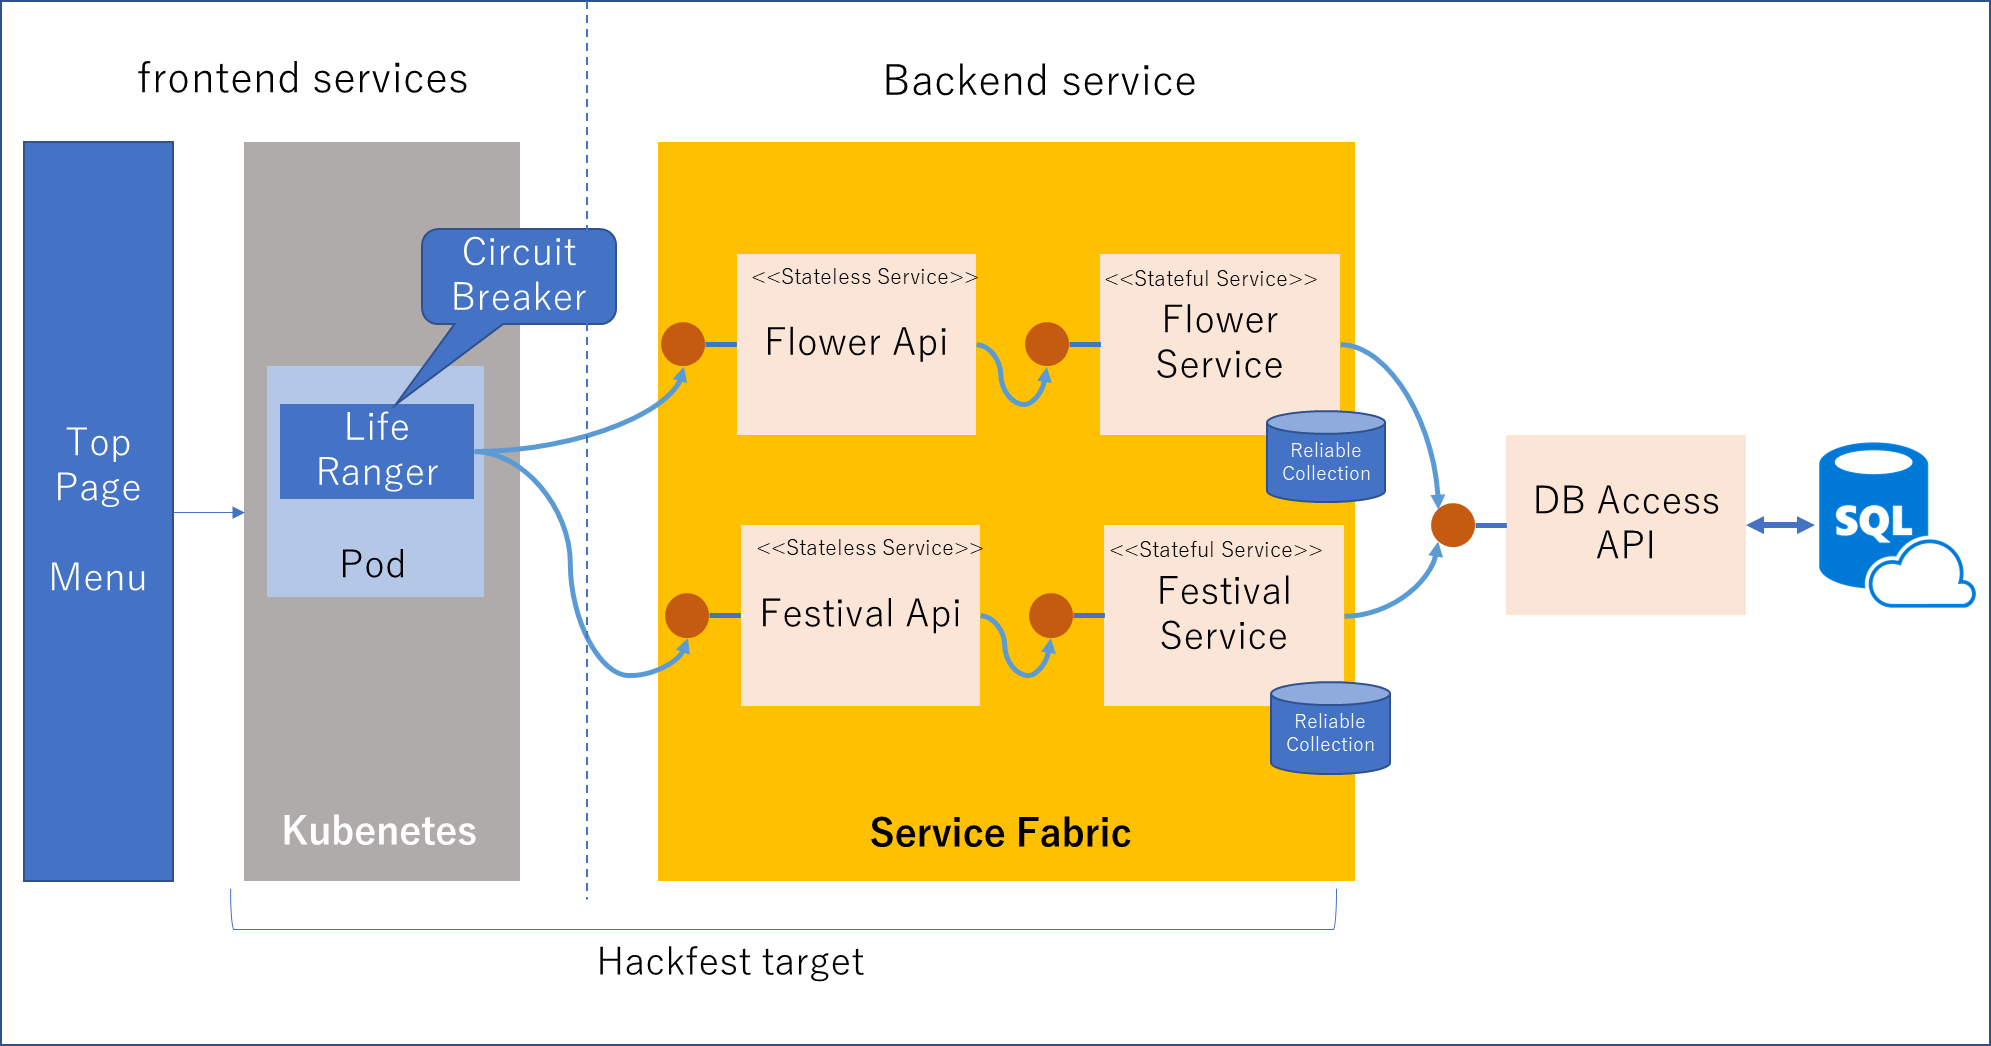 frontend services
Backend service
Top
Page
Menu
Circuit
Breaker
Life
Ranger
Pod
Kubenetes
<<Stateless Service>>
Flower Api
<<Stateful Service>>
Flower
Service
Reliable
Collection
<<Stateless Service>>
Festival Api
<<Stateful Service>>
Festival
Service
Reliable
Collection
Service Fabric
DB Access
API
SQL
Hackfest target